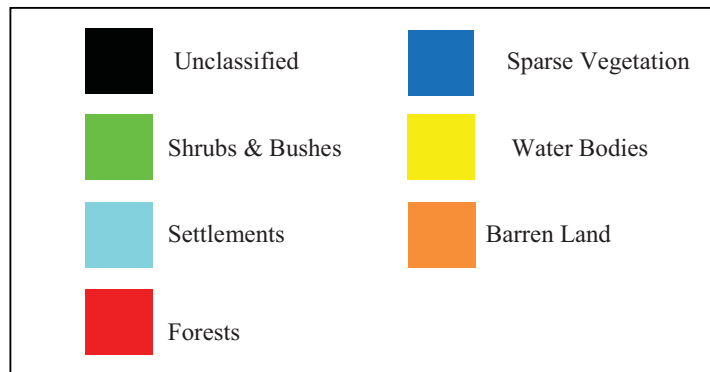 Unclassified
Sparse Vegetation
Shrubs & Bushes
Water Bodies
Settlements
Barren Land
Forests